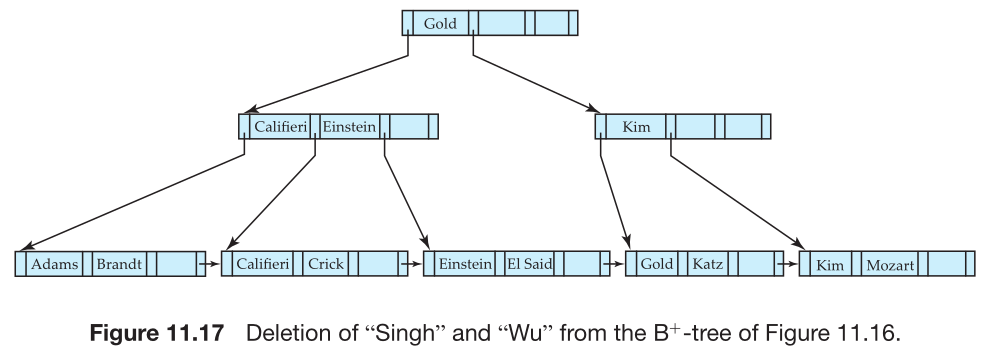 Gold
Califieri Einstein
Kim
Adams Brandt
Califieri Crick
Einstein El Said
Gold Katz
Kim Mozart
Figure 11.17 Deletion of “Singh” and “Wu” from the B+-tree of Figure 11.16.